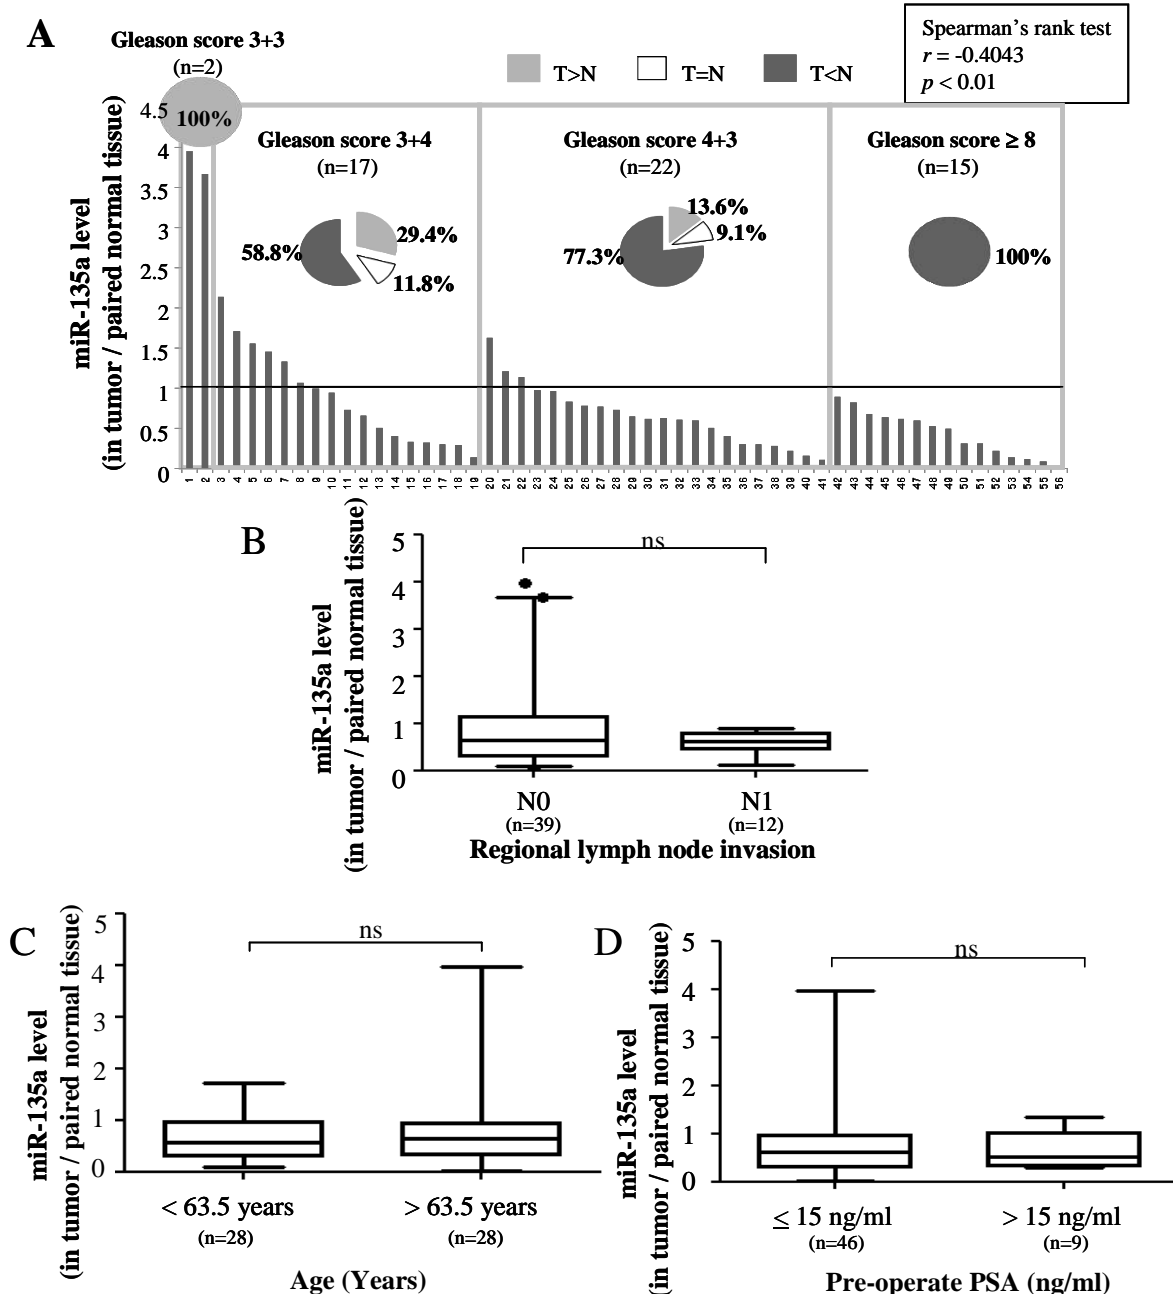 A
Gleason score 3+3
(n=2)
100%
T>N
T=N
T<N
Spearman's rank test
r = -0.4043
p < 0.01
miR-135a level
(in tumor / paired normal tissue)
4.5
4
3.5
3
2.5
2
1.5
1
0.5
0
Gleason score 3+4
(n=17)
58.8%
29.4%
11.8%
Gleason score 4+3
(n=22)
13.6%
9.1%
77.3%
Gleason score ≥ 8
(n=15)
100%
1 2 3 4 5 6 7 8 9 10 11 12 13 14 15 16 17 18 19 20 21 22 23 24 25 26 27 28 29 30 31 32 33 34 35 36 37 38 39 40 41 42 43 44 45 46 47 48 49 50 51 52 53 54 55 56
B
miR-135a level
(in tumor / paired normal tissue)
5
4
3
2
1
0
ns
N0
(n=39)
N1
(n=12)
Regional lymph node invasion
C
miR-135a level
(in tumor / paired normal tissue)
5
4
3
2
1
0
ns
< 63.5 years
(n=28)
> 63.5 years
(n=28)
Age (Years)
D
miR-135a level
(in tumor / paired normal tissue)
5
4
3
2
1
0
ns
≤ 15 ng/ml
(n=46)
> 15 ng/ml
(n=9)
Pre-operate PSA (ng/ml)